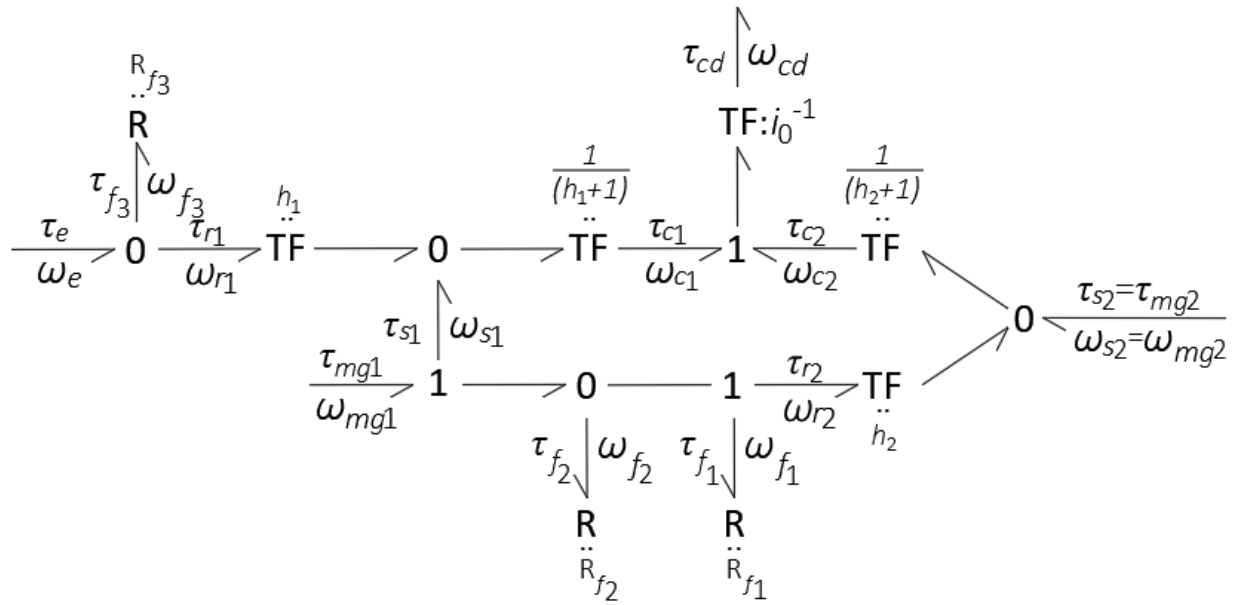 τcd ωcd
Rf3
R
TF:i0-1
τf3 ωf3
1/(h1+1)
1/(h2+1)
h1
τe τr1 τc1 τc2
0 TF 0 TF 1 TF
ωe ωr1 ωc1 ωc2
τs2=τmg2
0
ωs2=ωmg2
τs1 ωs1
τmg1 τr2
1 0 1 TF
ωmg1 ωr2
h2
τf2 ωf2 τf1 ωf1
R R
Rf2 Rf1